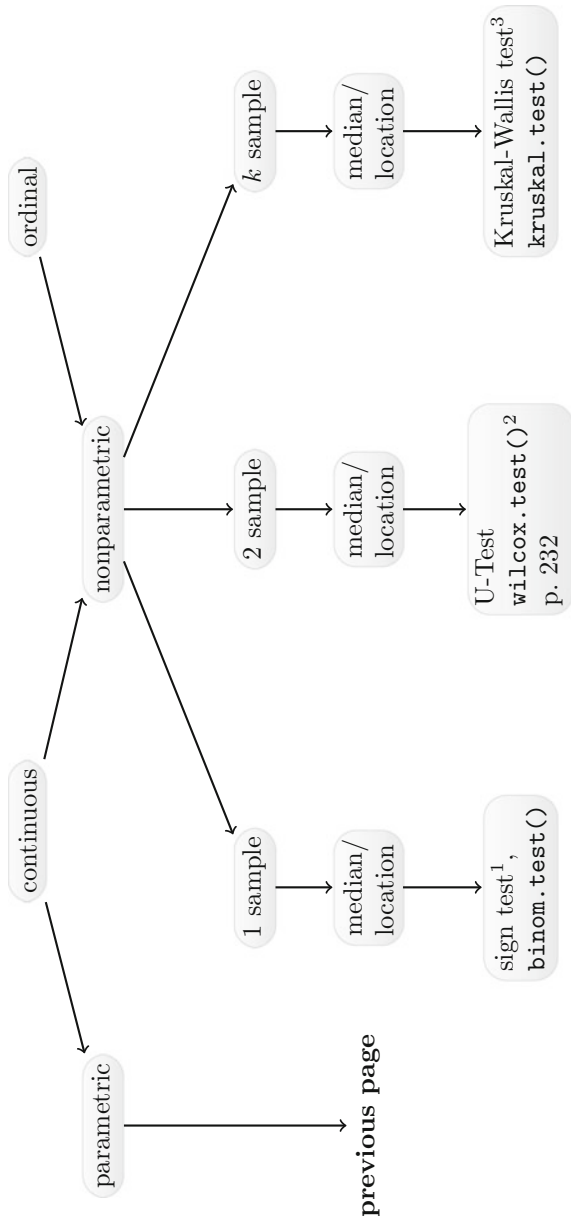 continuous
ordinal
parametric
nonparametric
1 sample
2 sample
k sample
median/
location
median/
location
median/
location
previous page
sign test¹,
binom.test()
U-Test
wilcox.test()²
p. 232
Kruskal-Wallis test³
kruskal.test()